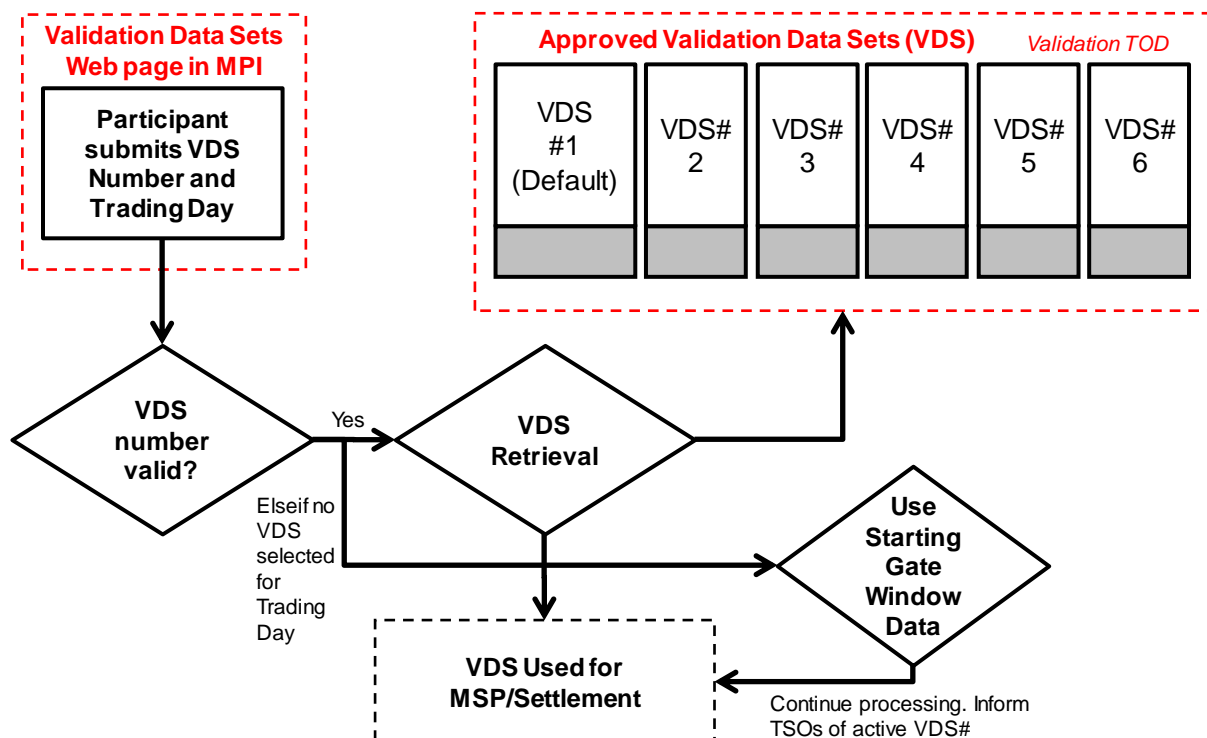 Validation Data Sets
Web page in MPI
Participant
submits VDS
Number and
Trading Day
Approved Validation Data Sets (VDS)
Validation TOD
VDS
#1
(Default)
VDS#
2
VDS#
3
VDS#
4
VDS#
5
VDS#
6
VDS
number
valid?
Yes
VDS
Retrieval
Elseif no
VDS
selected
for
Trading
Day
Use
Starting
Gate
Window
Data
VDS Used for
MSP/Settlement
Continue processing. Inform
TSOs of active VDS#